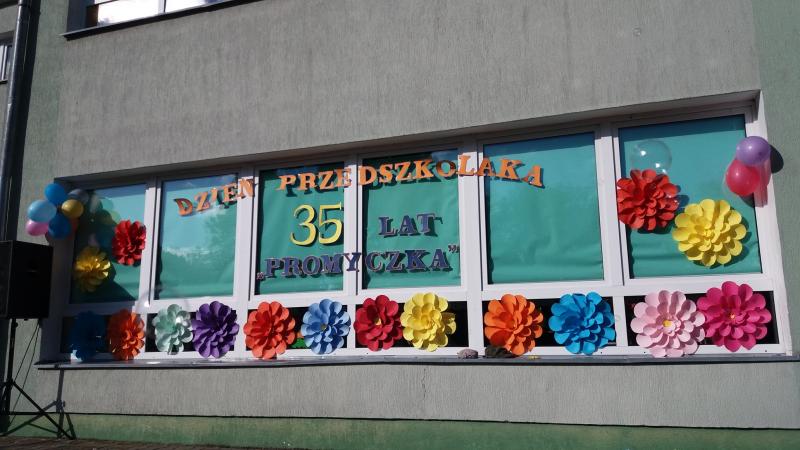 DZIEŃ PRZEDSZKOLAKA
35 LAT
„PROMYCZKA”